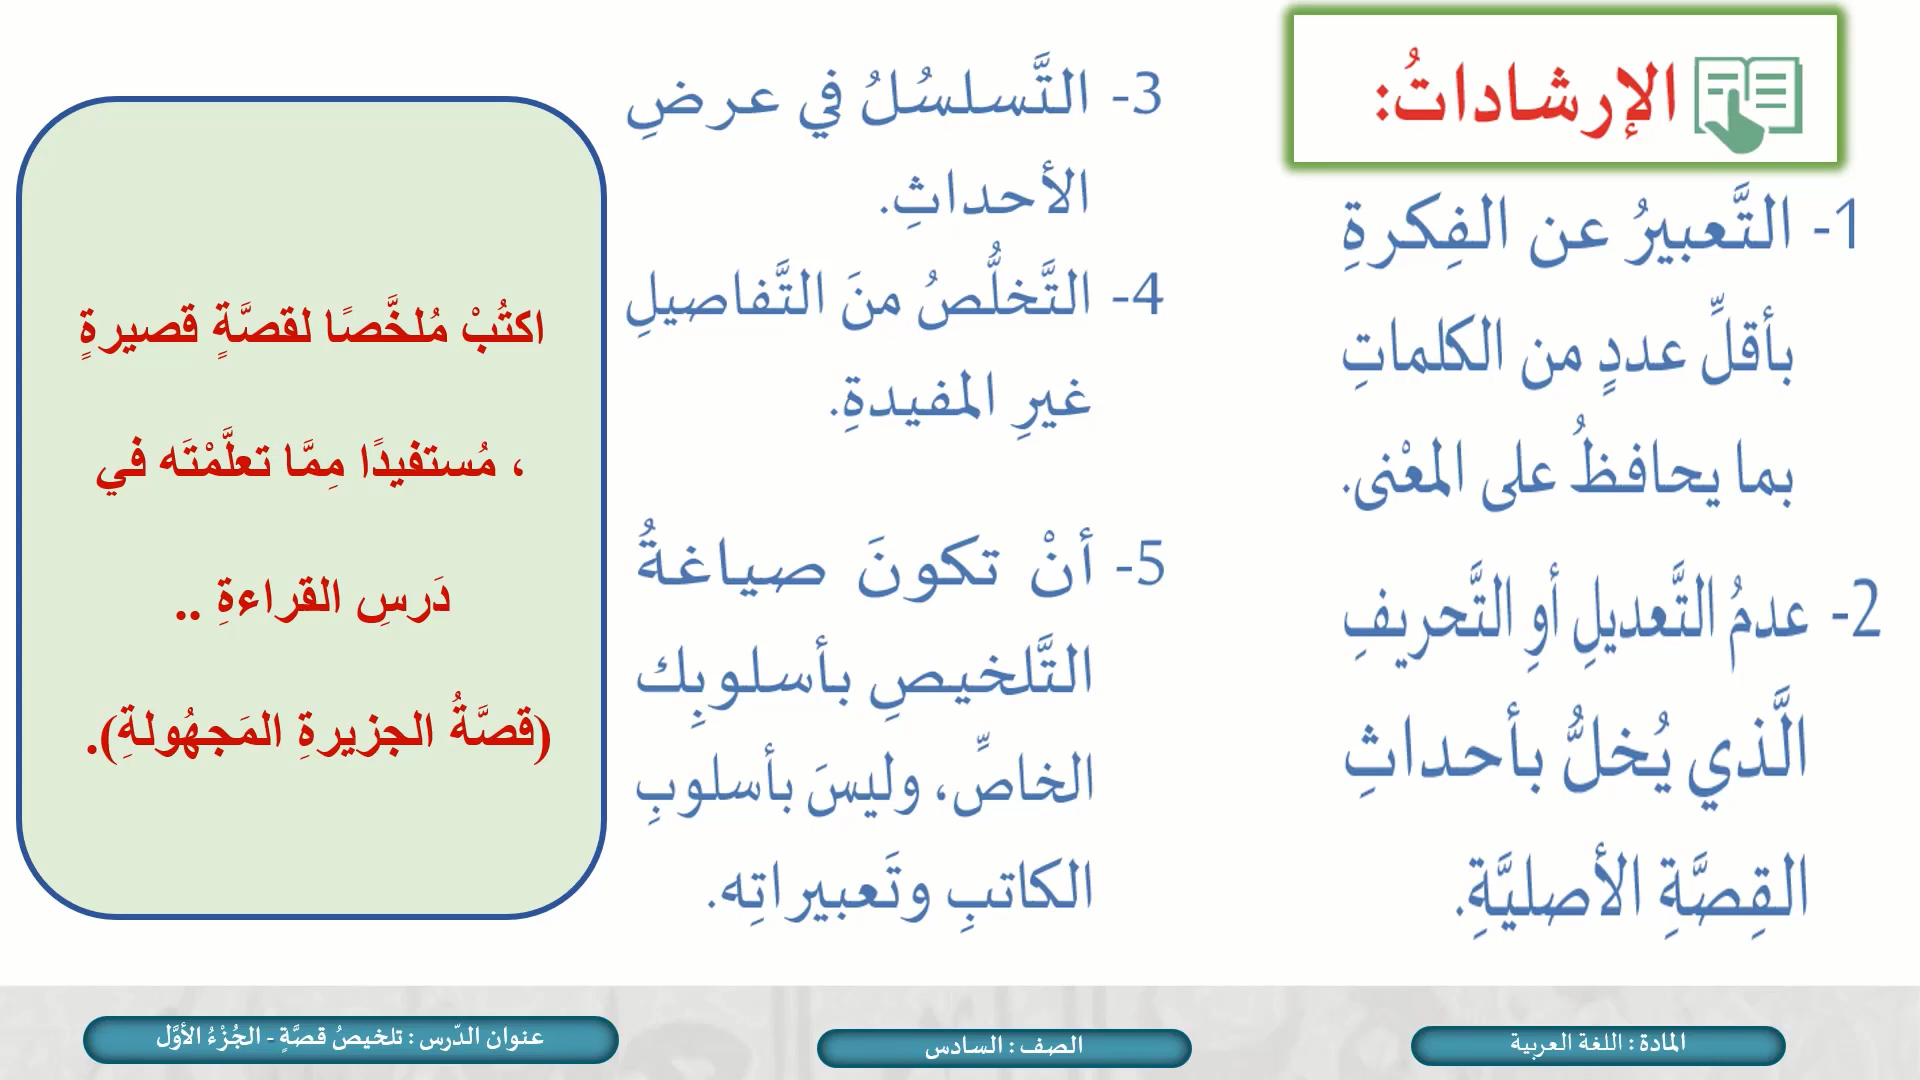 الإرشاداتُ:
1- التَّعبيرُ عن الفِكرةِ
بأقلِّ عددٍ من الكلماتِ
بما يحافظُ على المعْنى.
2- عدمُ التَّعديلِ أوِ التَّحريفِ
الَّذي يُخلُّ بأحداثِ
القِصَّةِ الأصليَّةِ.
3- التَّسلسُلُ في عرضِ
الأحداثِ.
4- التَّخلُّصُ منَ التَّفاصيلِ
غيرِ المفيدةِ.
5- أنْ تكونَ صياغةُ
التَّلخيصِ بأسلوبِك
الخاصِّ، وليسَ بأسلوبِ
الكاتبِ وتَعبيراتِه.
اكتُبْ مُلخَّصًا لقصَّةٍ قصيرةٍ
، مُستفيدًا مِمَّا تعلَّمْتَه في
دَرسِ القراءةِ ..
(قصَّةُ الجزيرةِ المَجهُولةِ).
المادة : اللغة العربية
الصف : السادس
عنوان الدّرس : تلخيصُ قصَّةٍ - الجُزْءُ الأوَّل